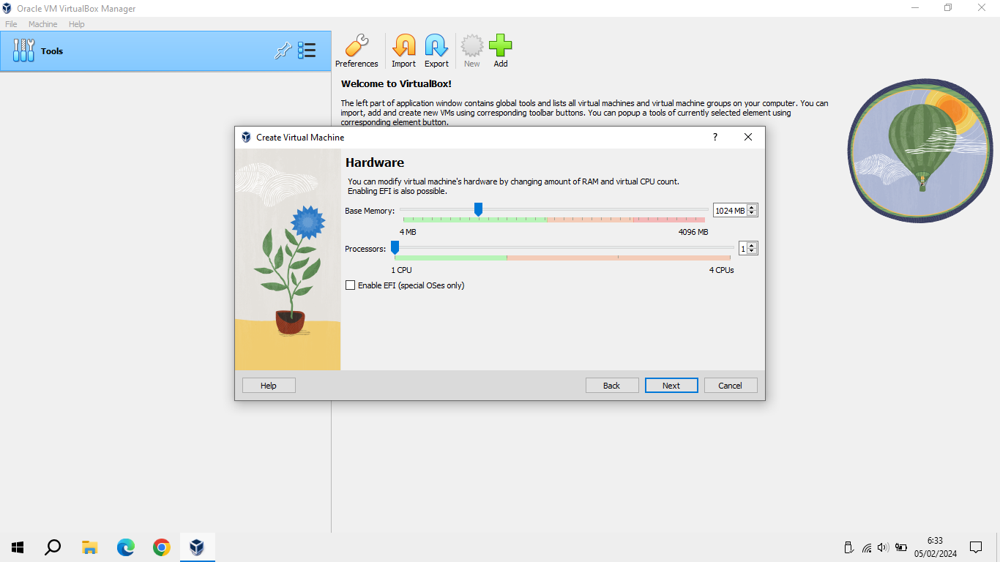 Oracle VM VirtualBox Manager
File Machine Help
Tools
Preferences Import Export New Add
Welcome to VirtualBox!
The left part of application window contains global tools and lists all virtual machines and virtual machine groups on your computer. You can
import, add and create new VMs using corresponding toolbar buttons. You can popup a tools of currently selected element using
corresponding element button.
Create Virtual Machine
?
Hardware
You can modify virtual machine's hardware by changing amount of RAM and virtual CPU count.
Enabling EFI is also possible.
Base Memory: 1024 MB
4 MB 4096 MB
Processors: 1
1 CPU 4 CPUs
Enable EFI (special OSes only)
Help Back Next Cancel
6:33
05/02/2024